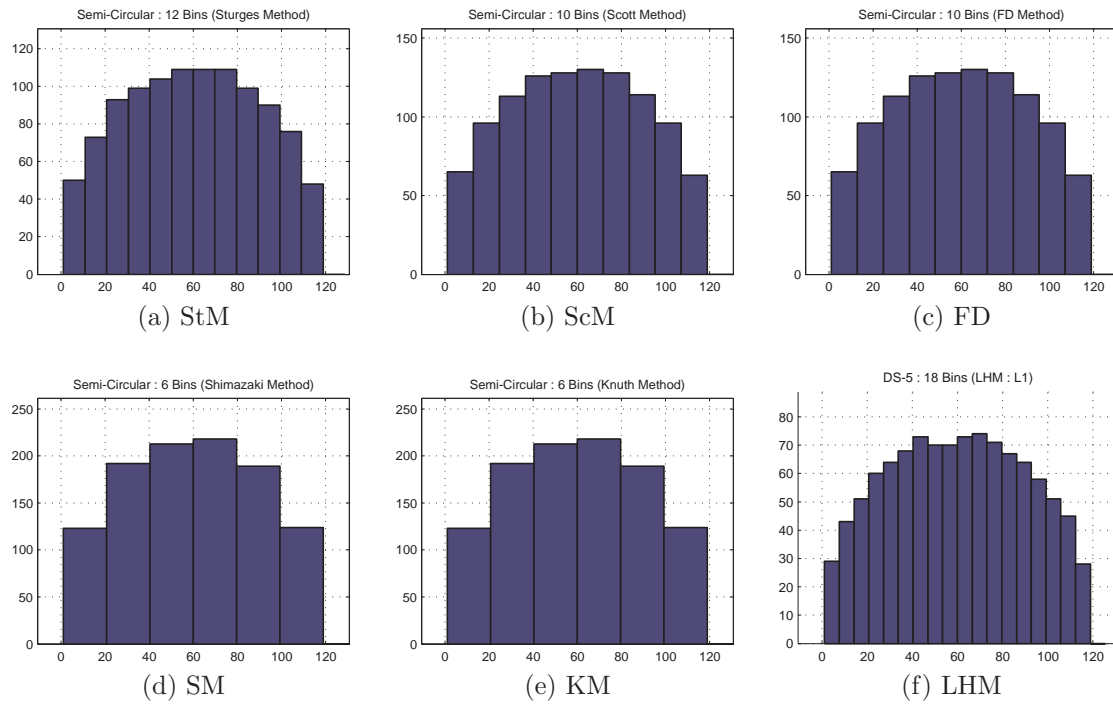 Semi-Circular : 12 Bins (Sturges Method)
120
100
80
60
40
20
0
0 20 40 60 80 100 120
(a) StM
Semi-Circular : 10 Bins (Scott Method)
150
100
50
0
0 20 40 60 80 100 120
(b) ScM
Semi-Circular : 10 Bins (FD Method)
150
100
50
0
0 20 40 60 80 100 120
(c) FD
Semi-Circular : 6 Bins (Shimazaki Method)
250
200
150
100
50
0
0 20 40 60 80 100 120
(d) SM
Semi-Circular : 6 Bins (Knuth Method)
250
200
150
100
50
0
0 20 40 60 80 100 120
(e) KM
DS-5 : 18 Bins (LHM : L1)
80
70
60
50
40
30
20
10
0
0 20 40 60 80 100 120
(f) LHM